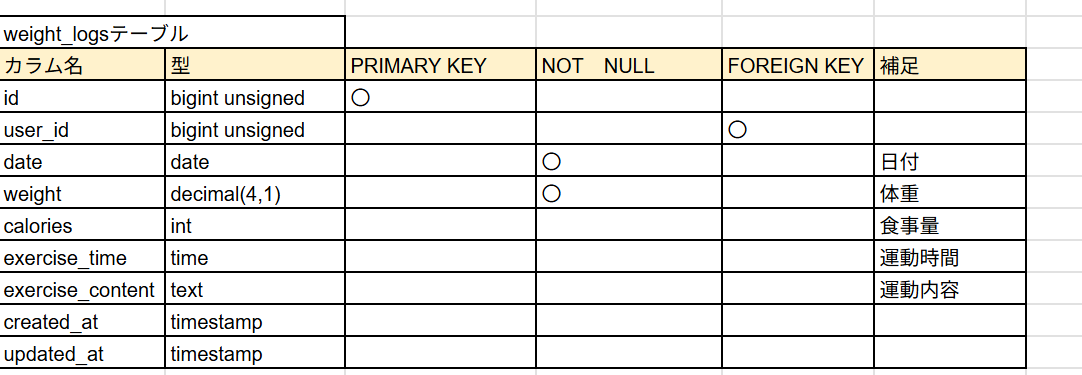 weight_logsテーブル
カラム名 型 PRIMARY KEY NOT　NULL FOREIGN KEY 補足
id bigint unsigned 〇
user_id bigint unsigned 〇
date date 〇 日付
weight decimal(4,1) 〇 体重
calories int 食事量
exercise_time time 運動時間
exercise_content text 運動内容
created_at timestamp
updated_at timestamp